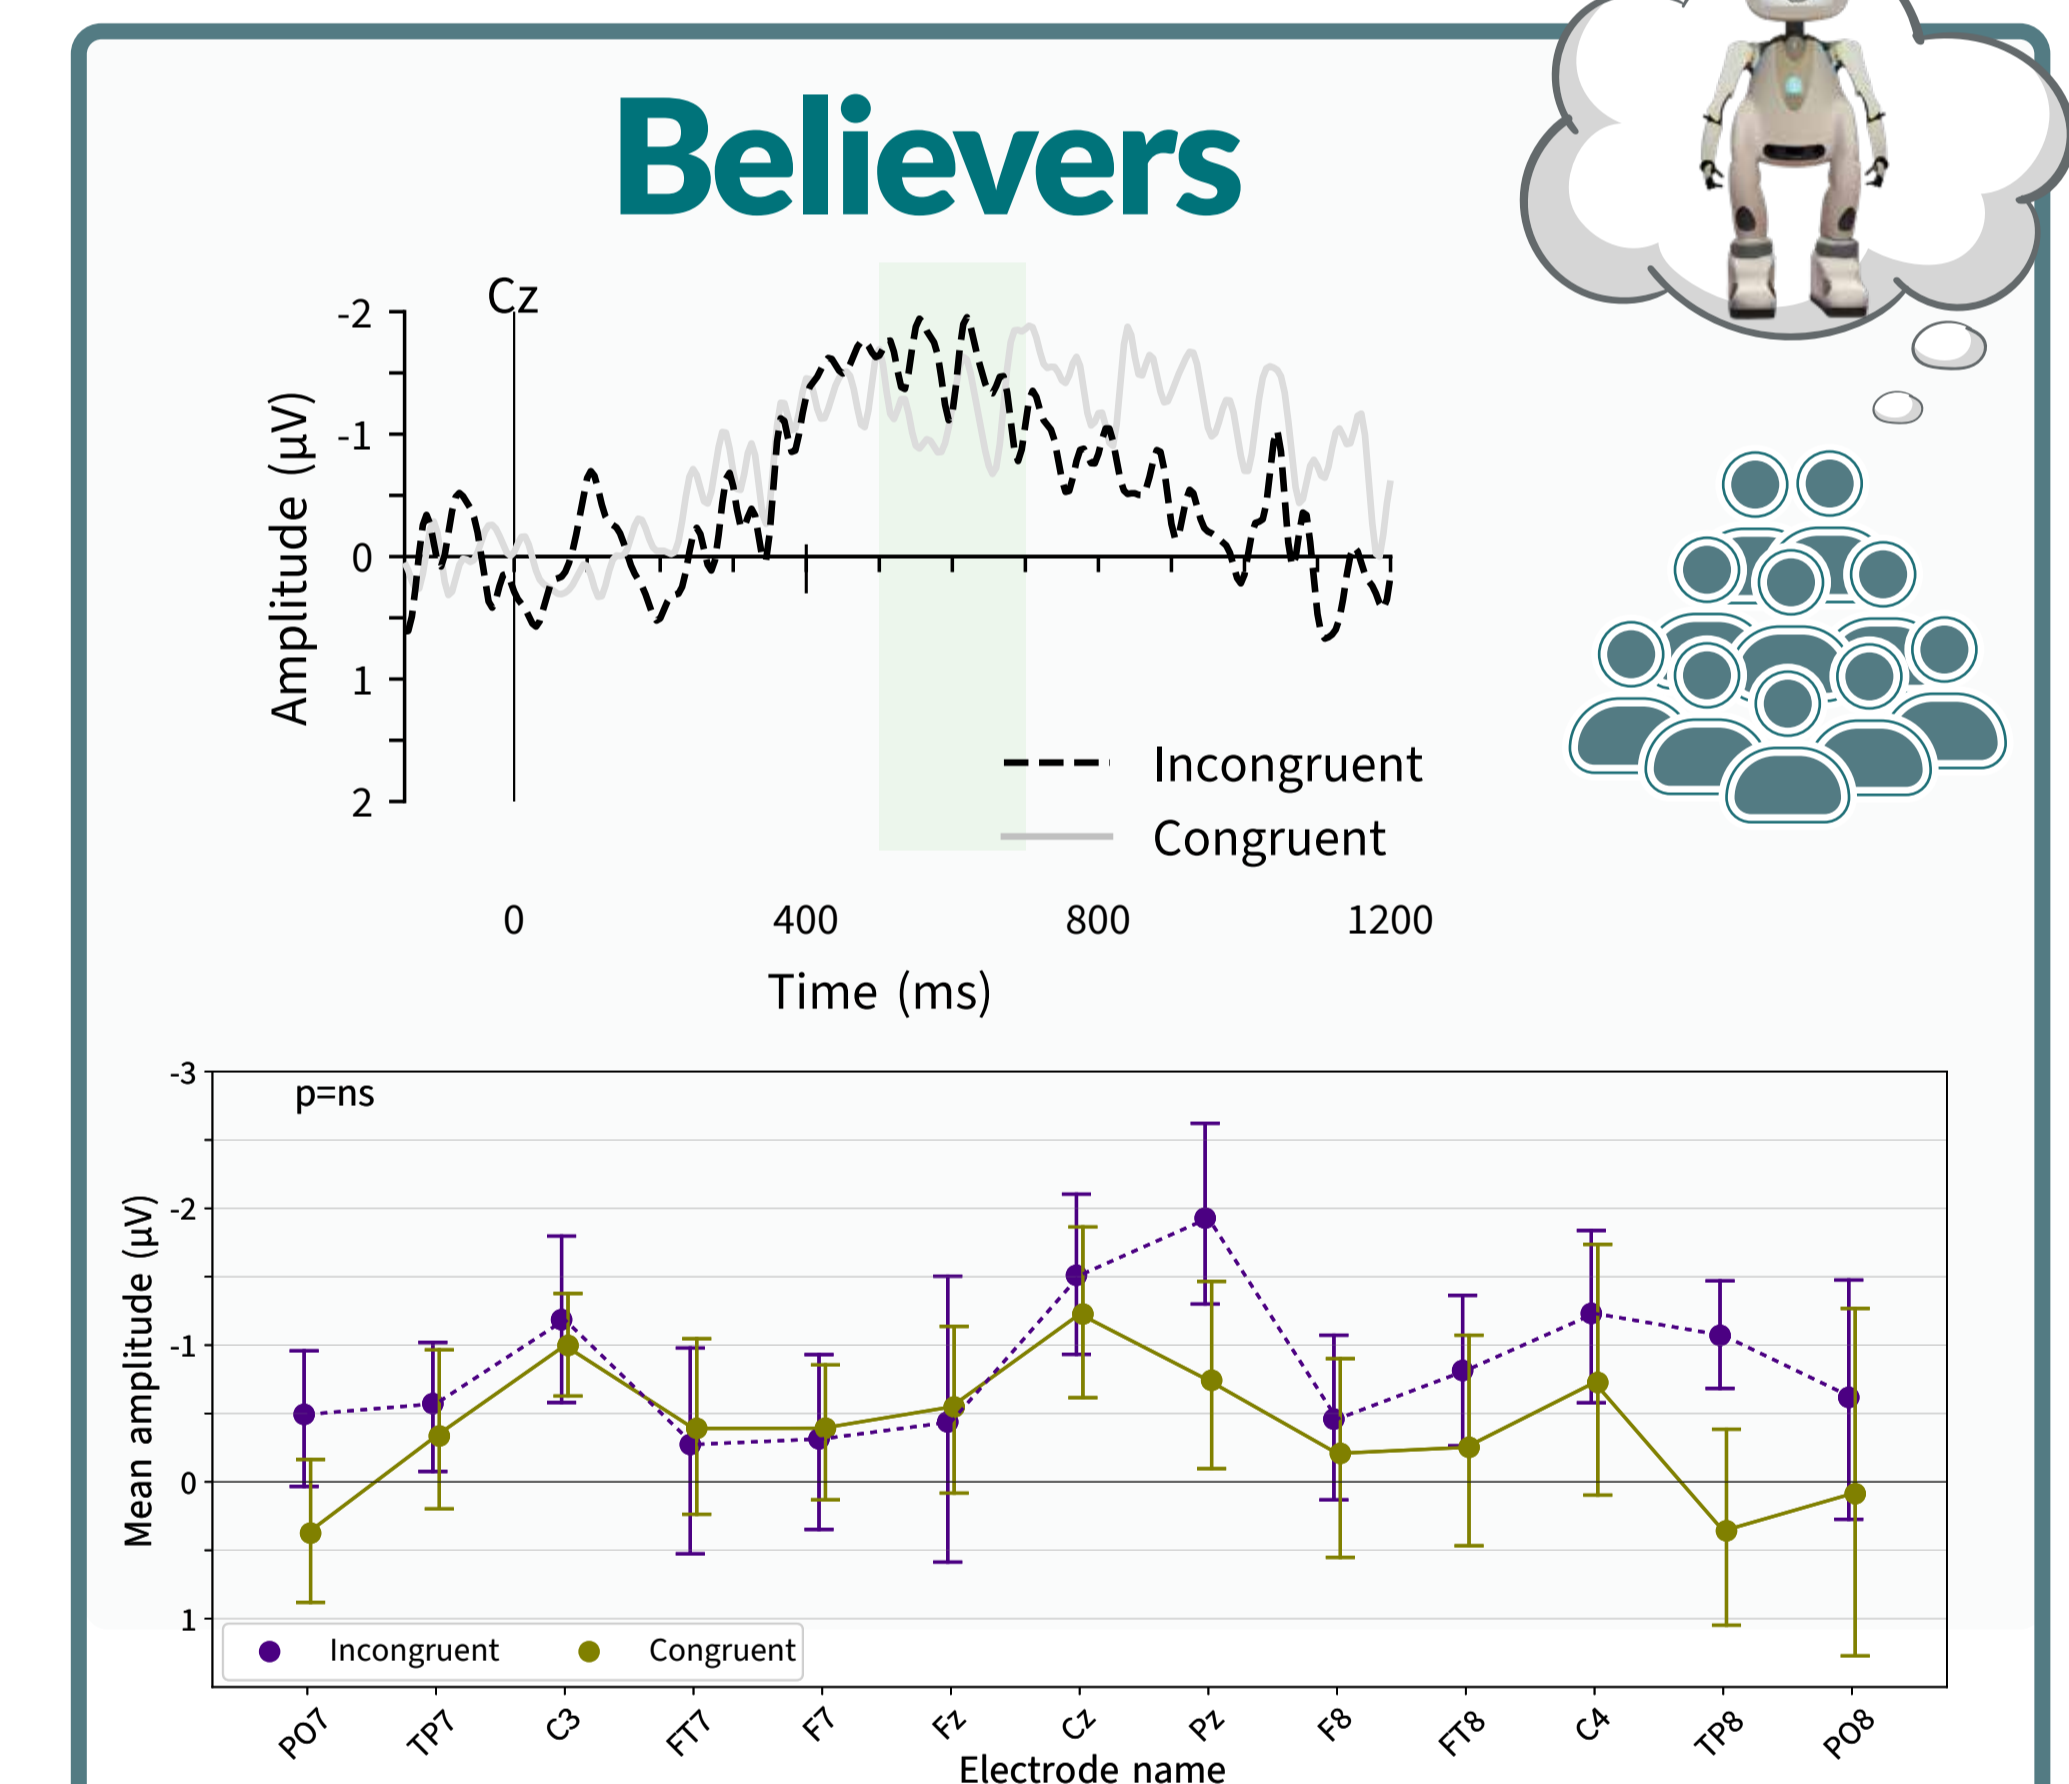 Believers
Cz
-2
-1
0
1
2
Amplitude (µV)
Incongruent
Congruent
0 400 800 1200
Time (ms)
-3
-2
-1
0
1
Mean amplitude (µV)
p=ns
Incongruent Congruent
PO7 TP7 C3 FT7 F7 Fz Cz Pz F8 FT8 C4 TP8 PO8
Electrode name